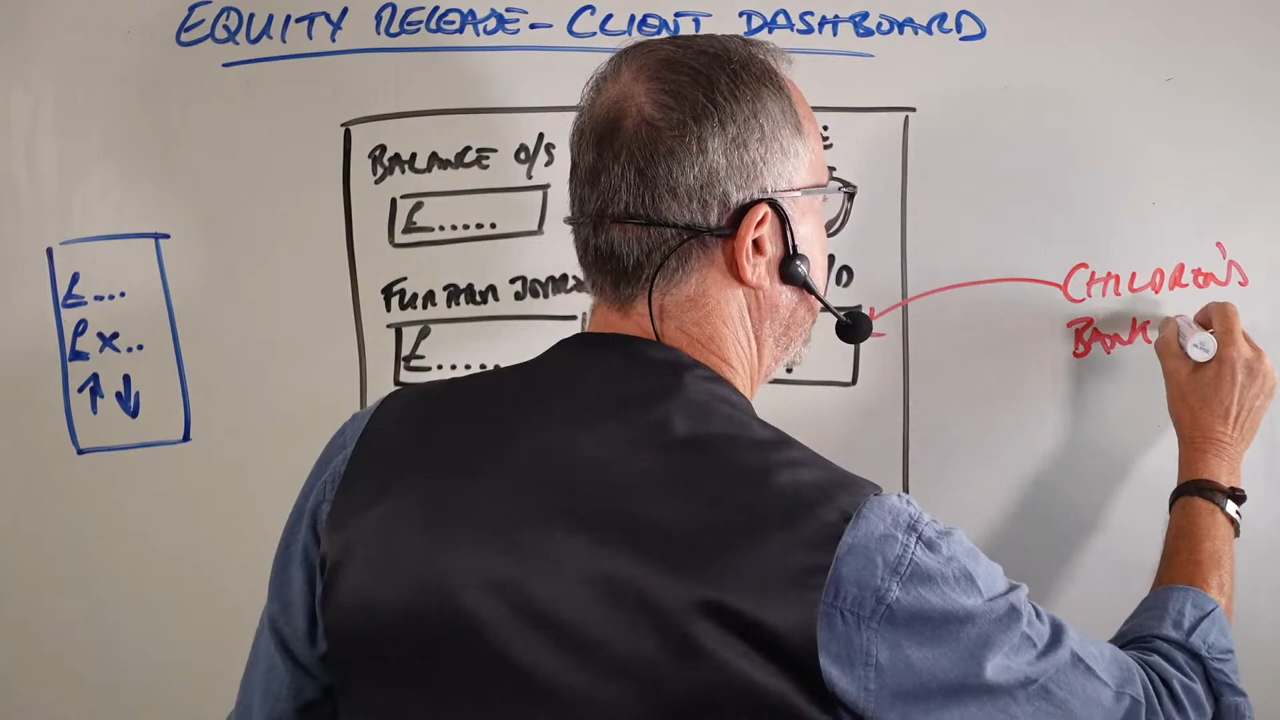 EQUITY RELEASE - CLIENT DASHBOARD
BALANCE O/S
£.....
£.....
£...
£x..
↑↓
CHILDREN'S
BANK